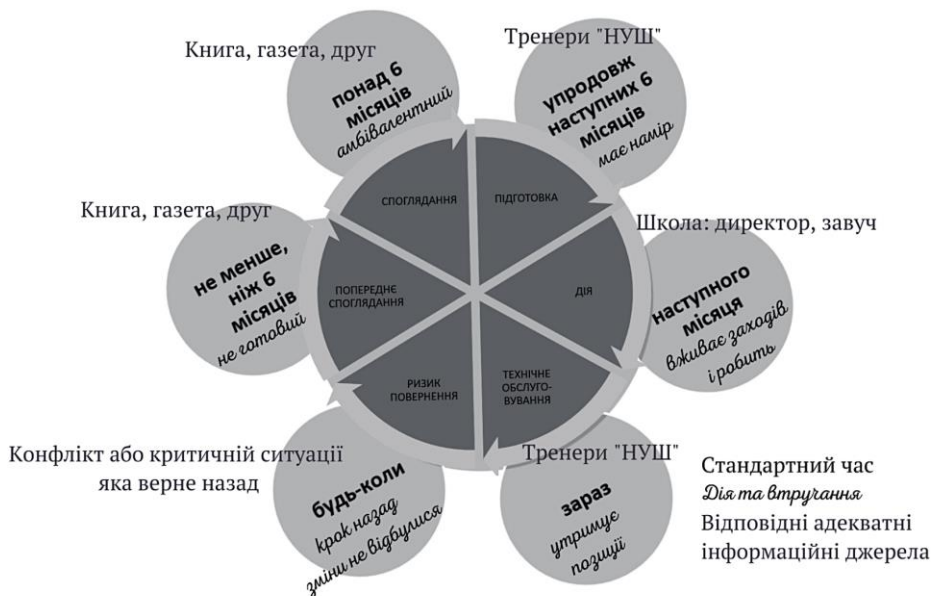 Книга, газета, друг
понад 6
місяців
амбівалентний
Тренери "НУШ"
упродовж
наступних 6
місяців
має намір
Книга, газета, друг
не менше,
ніж 6
місяців
не готовий
Школа: директор, завуч
наступного
місяця
вживає заходів
і робить
СПОГЛЯДАННЯ
ПІДГОТОВКА
ПОПЕРЕДНЄ
СПОГЛЯДАННЯ
ДІЯ
РИЗИК
ПОВЕРНЕННЯ
ТЕХНІЧНЕ
ОБСЛУГО-
ВУВАННЯ
Конфлікт або критичній ситуації
яка верне назад
будь-коли
крок назад
зміни не відбулися
Тренери "НУШ"
зараз
утримує
позиції
Стандартний час
Дія та втручання
Відповідні адекватні
інформаційні джерела